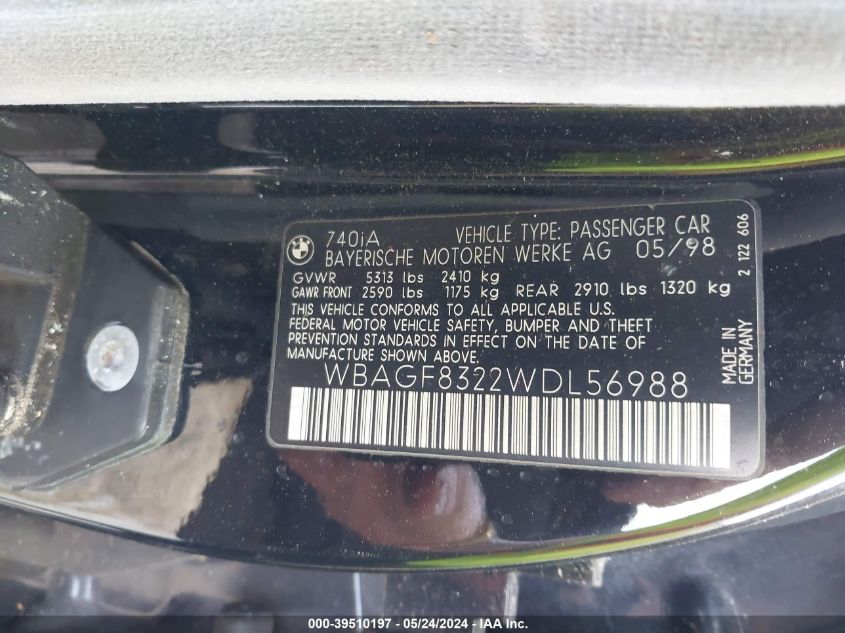 740iA VEHICLE TYPE: PASSENGER CAR
BAYERISCHE MOTOREN WERKE AG 05/98
GVWR 5313 lbs 2410 kg
GAWR FRONT 2590 lbs 1175 kg REAR 2910 lbs 1320 kg
THIS VEHICLE CONFORMS TO ALL APPLICABLE U.S.
FEDERAL MOTOR VEHICLE SAFETY, BUMPER AND THEFT
PREVENTION STANDARDS IN EFFECT ON THE DATE OF
MANUFACTURE SHOWN ABOVE.
WBAGF8322WDL56988
2 122 606
MADE IN
GERMANY
000-39510197 - 05/24/2024 - IAA Inc.